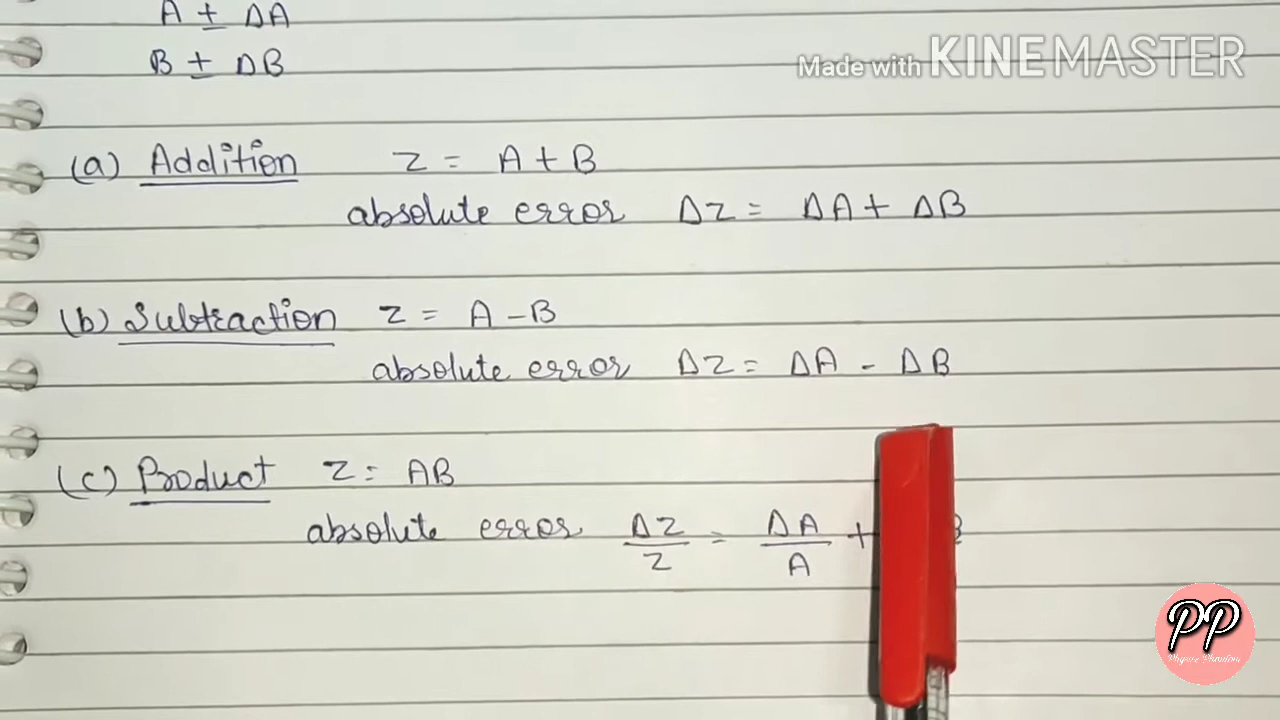 A ± ΔA
B ± ΔB
Made with KINEMASTER
(a) Addition Z = A + B
absolute error ΔZ = ΔA + ΔB
(b) Subtraction Z = A - B
absolute error ΔZ = ΔA - ΔB
(c) Product Z = AB
absolute error ΔZ/Z = ΔA/A +
PP